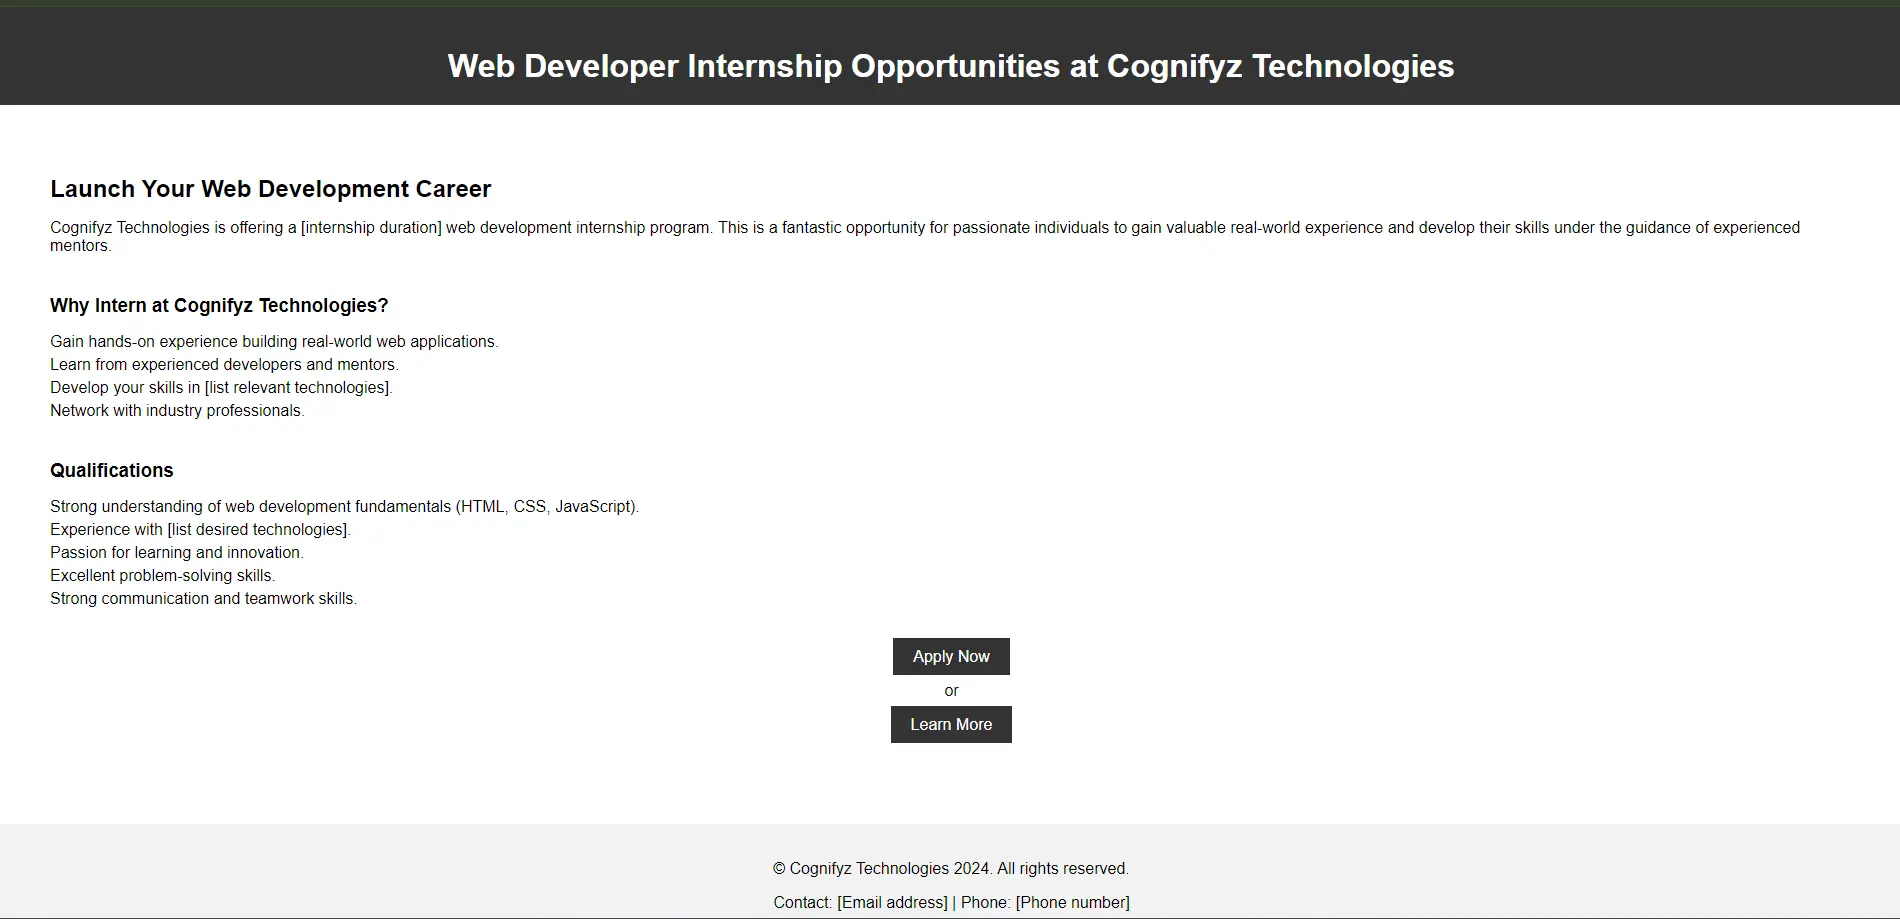 Web Developer Internship Opportunities at Cognifyz Technologies
Launch Your Web Development Career
Cognifyz Technologies is offering a [internship duration] web development internship program. This is a fantastic opportunity for passionate individuals to gain valuable real-world experience and develop their skills under the guidance of experienced
mentors.
Why Intern at Cognifyz Technologies?
Gain hands-on experience building real-world web applications.
Learn from experienced developers and mentors.
Develop your skills in [list relevant technologies].
Network with industry professionals.
Qualifications
Strong understanding of web development fundamentals (HTML, CSS, JavaScript).
Experience with [list desired technologies].
Passion for learning and innovation.
Excellent problem-solving skills.
Strong communication and teamwork skills.
Apply Now
or
Learn More
© Cognifyz Technologies 2024. All rights reserved.
Contact: [Email address] | Phone: [Phone number]